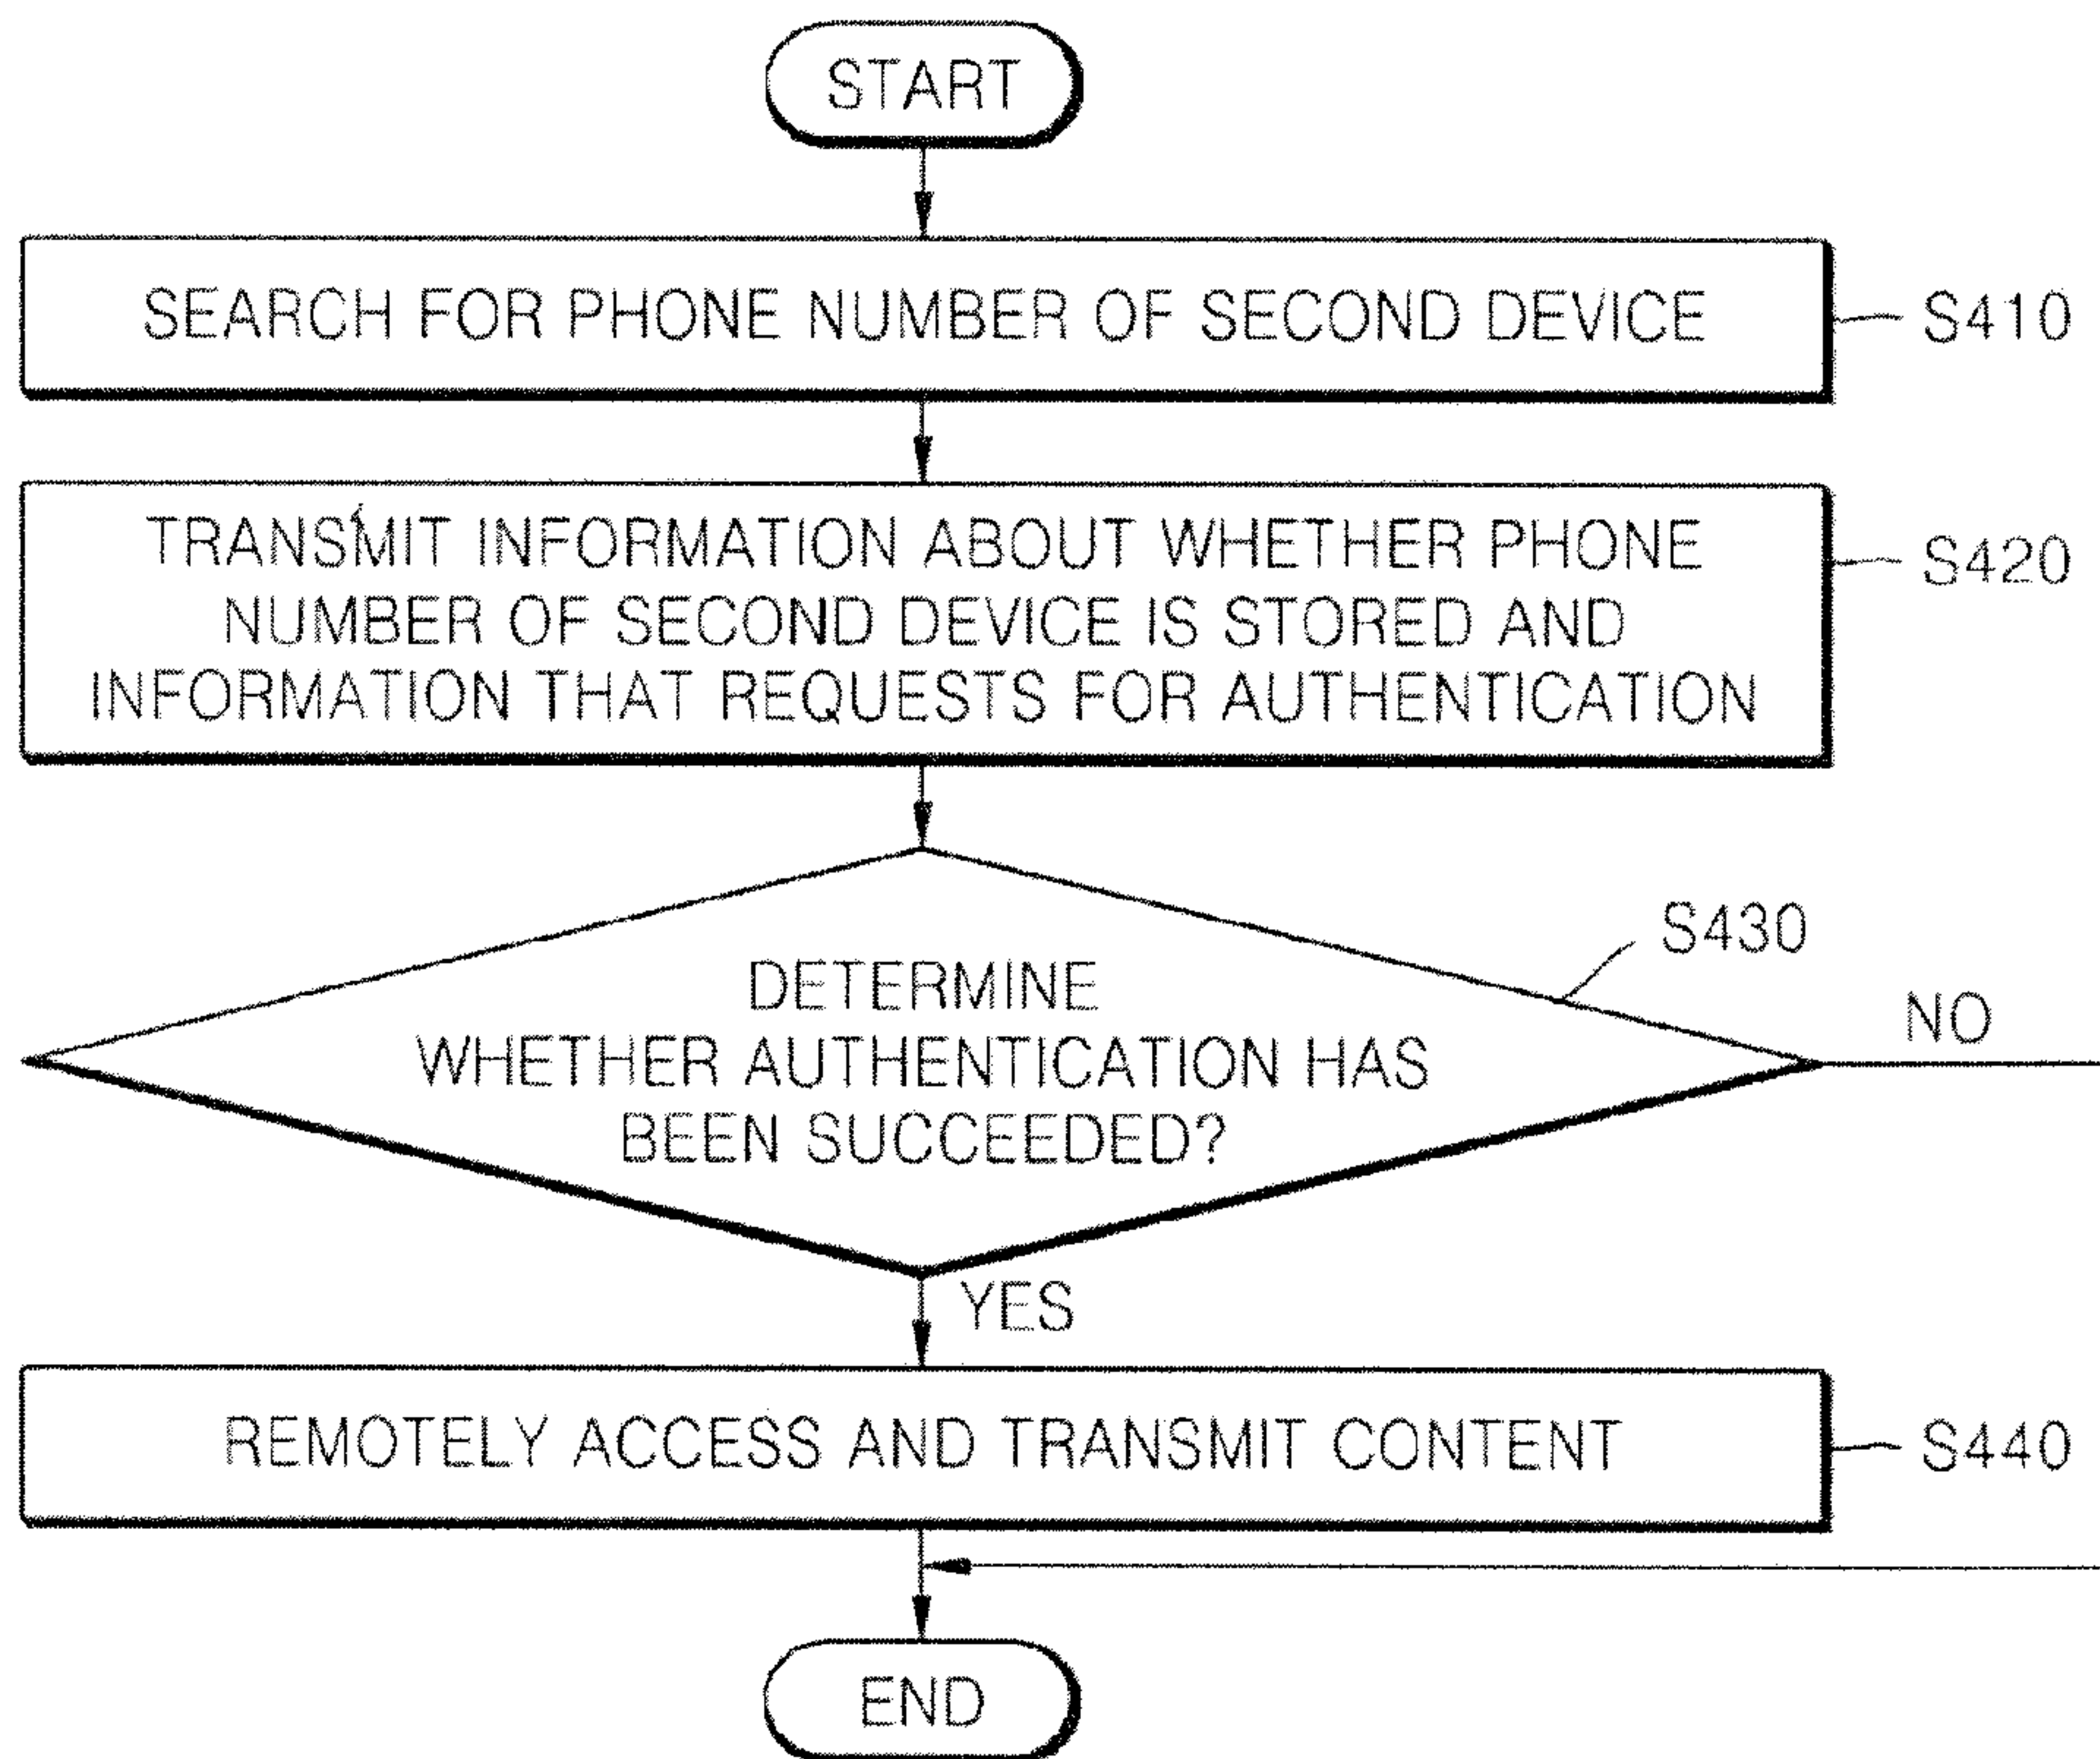 START
SEARCH FOR PHONE NUMBER OF SECOND DEVICE
S410
TRANSMIT INFORMATION ABOUT WHETHER PHONE
NUMBER OF SECOND DEVICE IS STORED AND
INFORMATION THAT REQUESTS FOR AUTHENTICATION
S420
S430
DETERMINE
WHETHER AUTHENTICATION HAS
BEEN SUCCEEDED?
NO
YES
REMOTELY ACCESS AND TRANSMIT CONTENT
S440
END